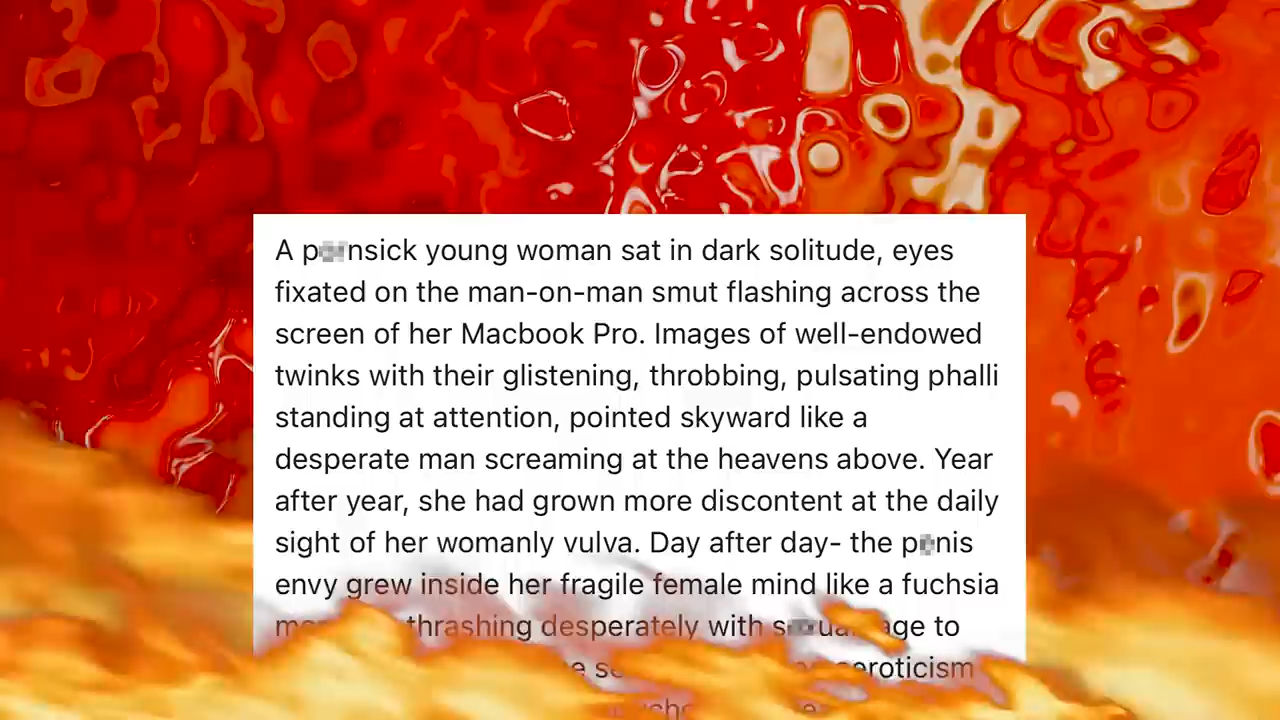 A pornsick young woman sat in dark solitude, eyes
fixated on the man-on-man smut flashing across the
screen of her Macbook Pro. Images of well-endowed
twinks with their glistening, throbbing, pulsating phalli
standing at attention, pointed skyward like a
desperate man screaming at the heavens above. Year
after year, she had grown more discontent at the daily
sight of her womanly vulva. Day after day- the penis
envy grew inside her fragile female mind like a fuchsia
thrashing desperately with to